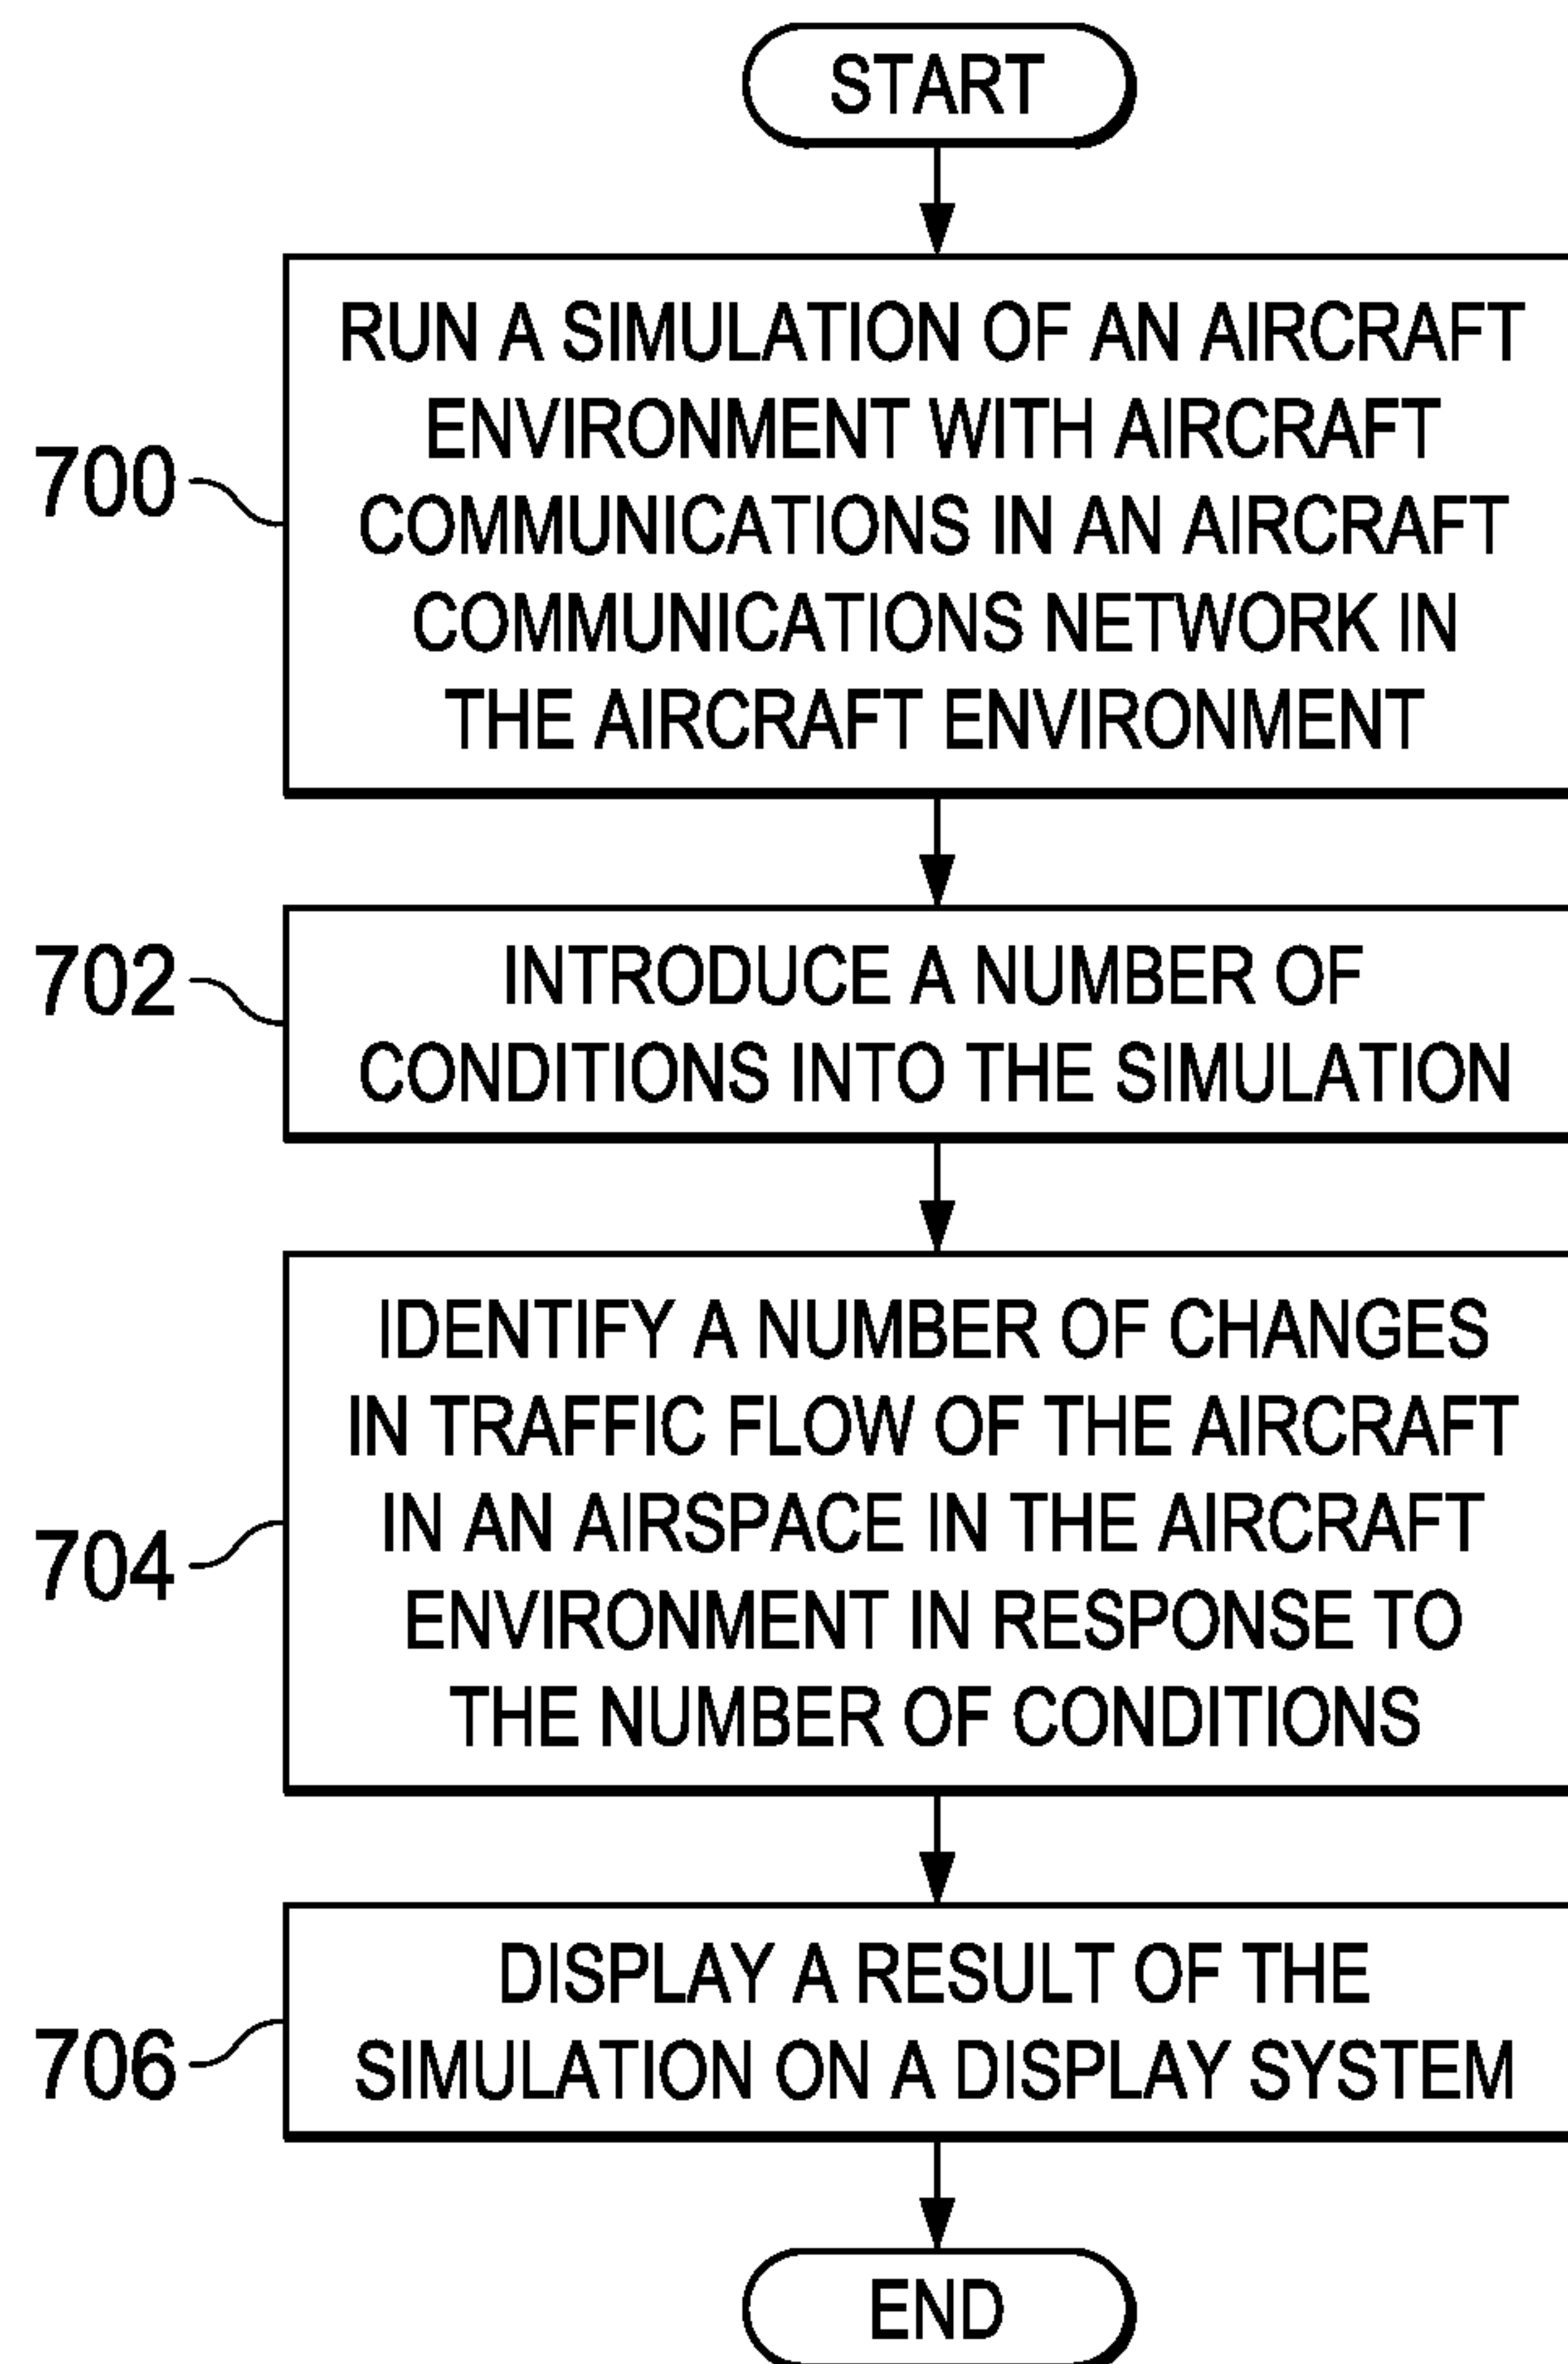 START
700
RUN A SIMULATION OF AN AIRCRAFT
ENVIRONMENT WITH AIRCRAFT
COMMUNICATIONS IN AN AIRCRAFT
COMMUNICATIONS NETWORK IN
THE AIRCRAFT ENVIRONMENT
702
INTRODUCE A NUMBER OF
CONDITIONS INTO THE SIMULATION
704
IDENTIFY A NUMBER OF CHANGES
IN TRAFFIC FLOW OF THE AIRCRAFT
IN AN AIRSPACE IN THE AIRCRAFT
ENVIRONMENT IN RESPONSE TO
THE NUMBER OF CONDITIONS
706
DISPLAY A RESULT OF THE
SIMULATION ON A DISPLAY SYSTEM
END